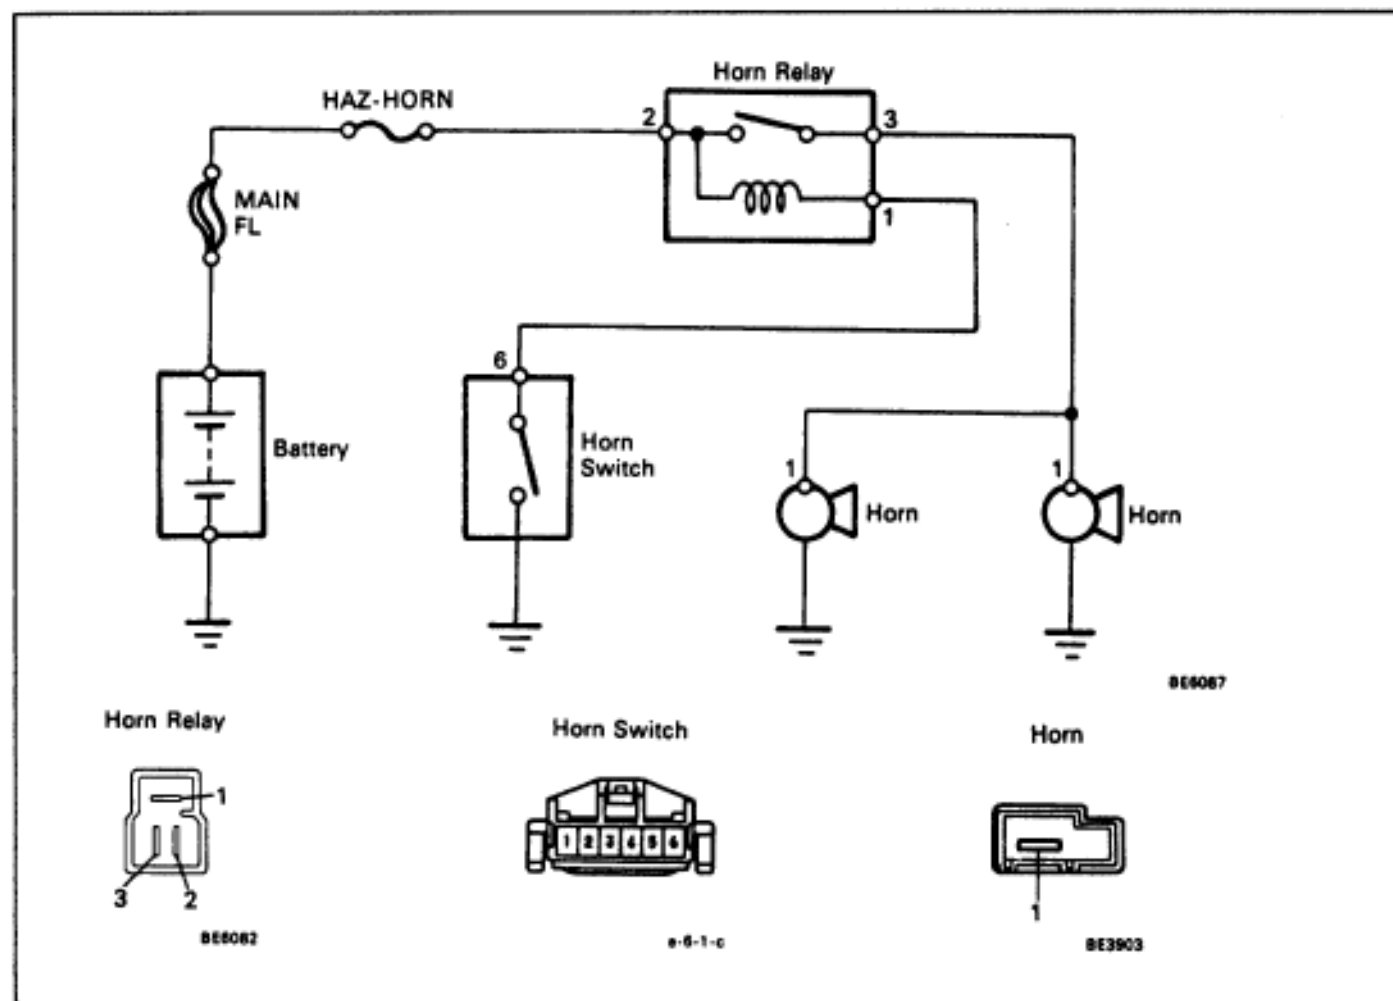 Horn Relay
HAZ-HORN
2
3
MAIN
FL
1
6
Battery
Horn
Switch
1
Horn
1
Horn
BE6087
Horn Relay
Horn Switch
Horn
1
1 2 3 4 5 6
3
2
1
BE6082
e-6-1-c
BE3903